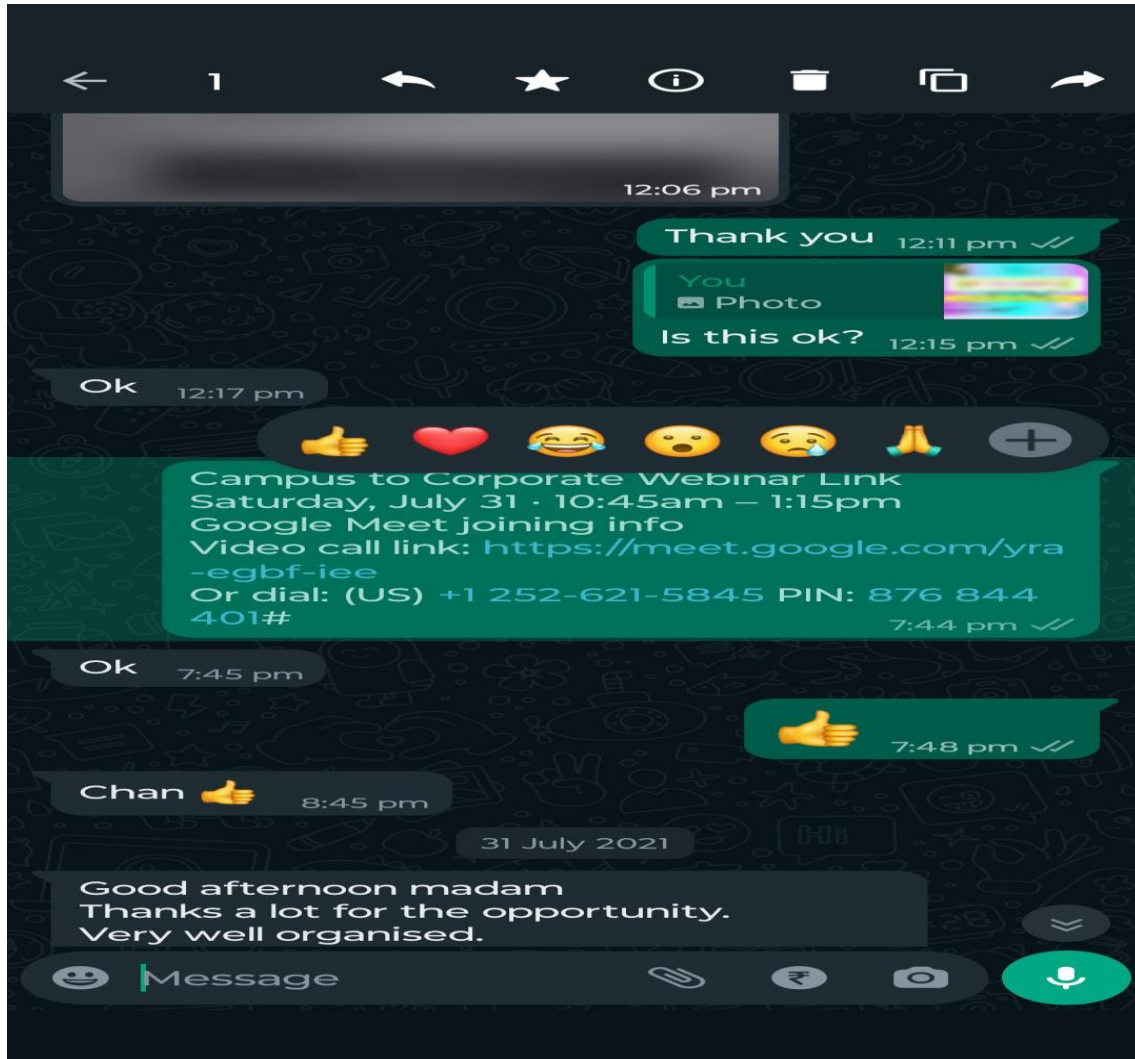 1
12:06 pm
Thank you 12:11 pm
You
Photo
Is this ok? 12:15 pm
Ok 12:17 pm
Campus to Corporate Webinar Link
Saturday, July 31 · 10:45am – 1:15pm
Google Meet joining info
Video call link: https://meet.google.com/yra
-egbf-iee
Or dial: (US) +1 252-621-5845 PIN: 876 844
401#
7:44 pm
Ok 7:45 pm
7:48 pm
Chan 👍 8:45 pm
31 July 2021
Good afternoon madam
Thanks a lot for the opportunity.
Very well organised.
Message